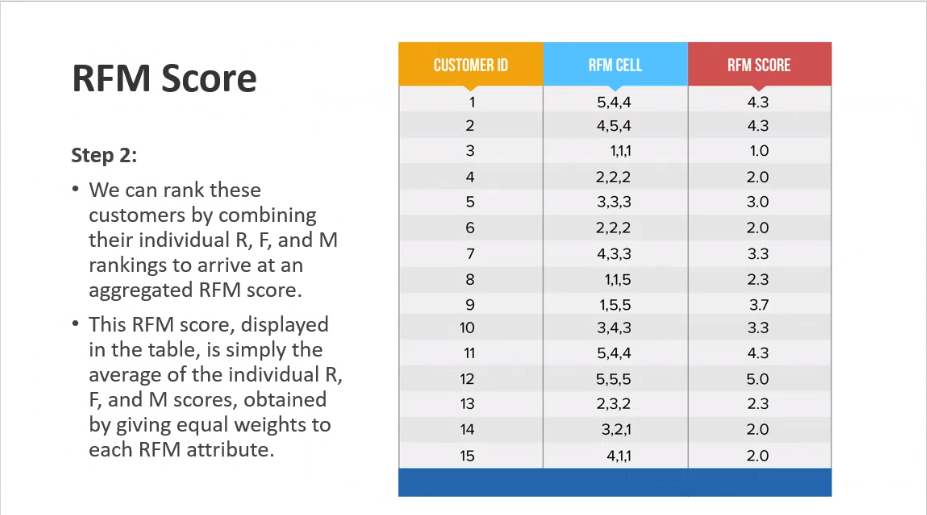 RFM Score
Step 2:
• We can rank these
customers by combining
their individual R, F, and M
rankings to arrive at an
aggregated RFM score.
• This RFM score, displayed
in the table, is simply the
average of the individual R,
F, and M scores, obtained
by giving equal weights to
each RFM attribute.
CUSTOMER ID RFM CELL RFM SCORE
1 5,4,4 4.3
2 4,5,4 4.3
3 1,1,1 1.0
4 2,2,2 2.0
5 3,3,3 3.0
6 2,2,2 2.0
7 4,3,3 3.3
8 1,1,5 2.3
9 1,5,5 3.7
10 3,4,3 3.3
11 5,4,4 4.3
12 5,5,5 5.0
13 2,3,2 2.3
14 3,2,1 2.0
15 4,1,1 2.0